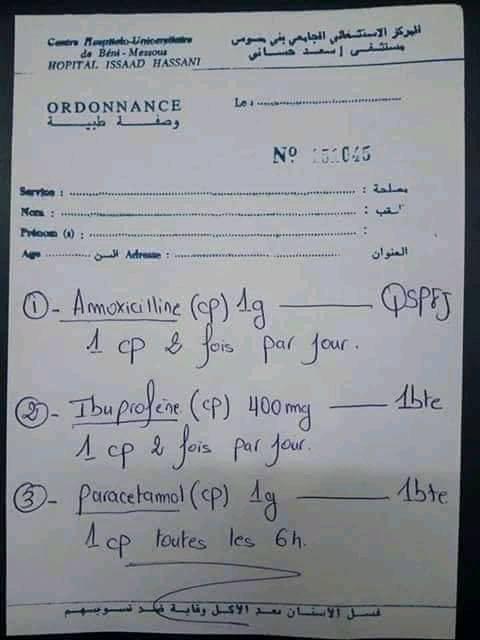 Centre Hospitalo-Universitaire
de Béni-Messous
HOPITAL ISSAAD HASSANI
المركز الاستشفائي الجامعي بني مسوس
مستشفى إسعد حساني
ORDONNANCE
وصفة طبية
Le :
Nº 151045
Service : مصلحة :
Nom : اللقب :
Prénom (s) : :
Age السن Adresse : العنوان
① - Amoxicilline (cp) 1g QSP8J
1 cp 2 fois par jour.
② - Ibuprofène (cp) 400mg 1bte
1 cp 2 fois par jour.
③ - Paracetamol (cp) 1g 1bte
1 cp toutes les 6h.
غسل الأسنان بعد الأكل وقاية ضد تسوسهم